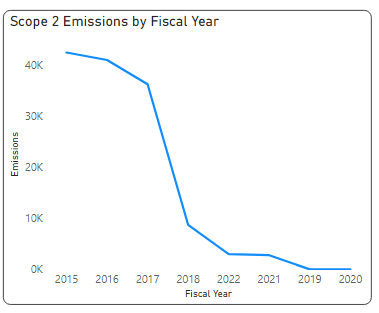 Scope 2 Emissions by Fiscal Year
40K
30K
20K
10K
0K
Emissions
2015 2016 2017 2018 2022 2021 2019 2020
Fiscal Year